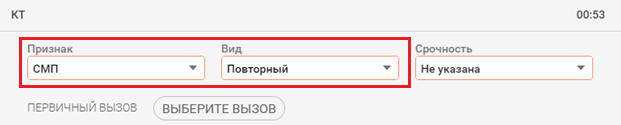 КТ 00:53
Признак Вид Срочность
СМП Повторный Не указана
ПЕРВИЧНЫЙ ВЫЗОВ ВЫБЕРИТЕ ВЫЗОВ